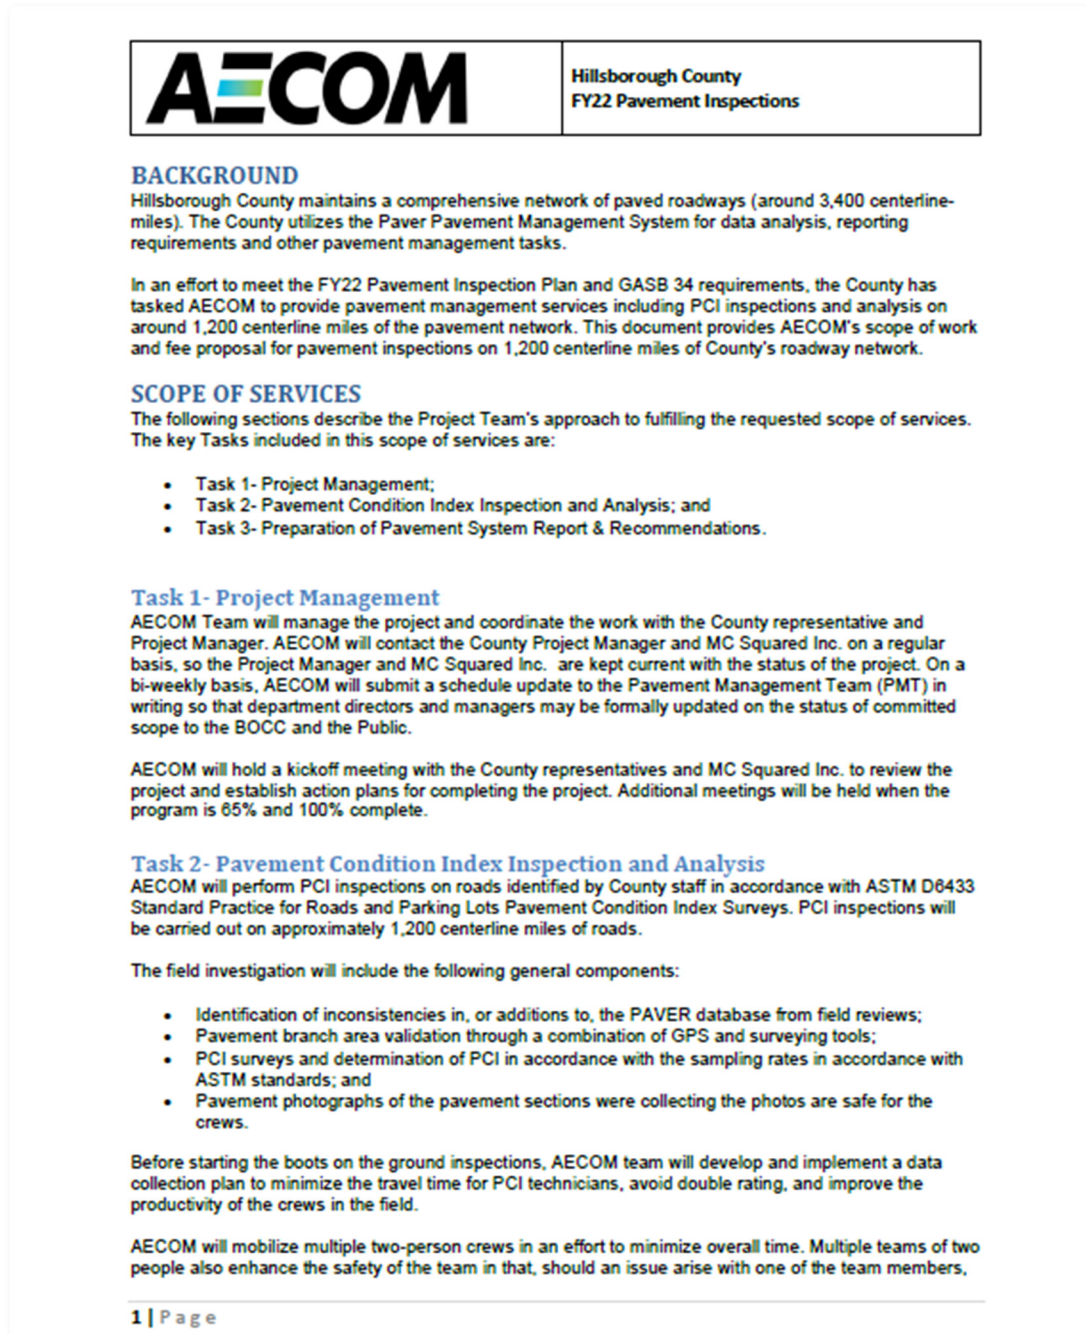 AECOM
Hillsborough County
FY22 Pavement Inspections
BACKGROUND
Hillsborough County maintains a comprehensive network of paved roadways (around 3,400 centerline-
miles). The County utilizes the Paver Pavement Management System for data analysis, reporting
requirements and other pavement management tasks.
In an effort to meet the FY22 Pavement Inspection Plan and GASB 34 requirements, the County has
tasked AECOM to provide pavement management services including PCI inspections and analysis on
around 1,200 centerline miles of the pavement network. This document provides AECOM's scope of work
and fee proposal for pavement inspections on 1,200 centerline miles of County's roadway network.
SCOPE OF SERVICES
The following sections describe the Project Team's approach to fulfilling the requested scope of services.
The key Tasks included in this scope of services are:
• Task 1- Project Management;
• Task 2- Pavement Condition Index Inspection and Analysis; and
• Task 3- Preparation of Pavement System Report & Recommendations.
Task 1- Project Management
AECOM Team will manage the project and coordinate the work with the County representative and
Project Manager. AECOM will contact the County Project Manager and MC Squared Inc. on a regular
basis, so the Project Manager and MC Squared Inc. are kept current with the status of the project. On a
bi-weekly basis, AECOM will submit a schedule update to the Pavement Management Team (PMT) in
writing so that department directors and managers may be formally updated on the status of committed
scope to the BOCC and the Public.
AECOM will hold a kickoff meeting with the County representatives and MC Squared Inc. to review the
project and establish action plans for completing the project. Additional meetings will be held when the
program is 65% and 100% complete.
Task 2- Pavement Condition Index Inspection and Analysis
AECOM will perform PCI inspections on roads identified by County staff in accordance with ASTM D6433
Standard Practice for Roads and Parking Lots Pavement Condition Index Surveys. PCI inspections will
be carried out on approximately 1,200 centerline miles of roads.
The field investigation will include the following general components:
• Identification of inconsistencies in, or additions to, the PAVER database from field reviews;
• Pavement branch area validation through a combination of GPS and surveying tools;
• PCI surveys and determination of PCI in accordance with the sampling rates in accordance with
ASTM standards; and
• Pavement photographs of the pavement sections were collecting the photos are safe for the
crews.
Before starting the boots on the ground inspections, AECOM team will develop and implement a data
collection plan to minimize the travel time for PCI technicians, avoid double rating, and improve the
productivity of the crews in the field.
AECOM will mobilize multiple two-person crews in an effort to minimize overall time. Multiple teams of two
people also enhance the safety of the team in that, should an issue arise with one of the team members,
1 | Page